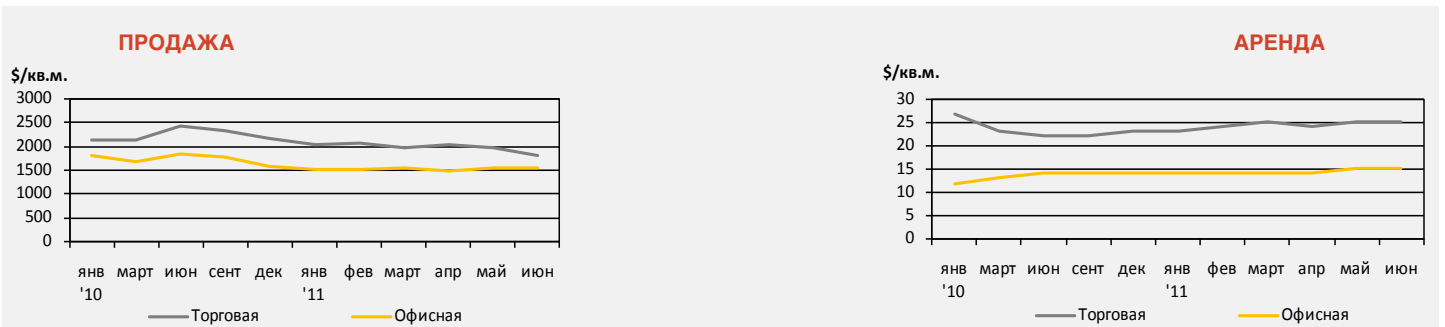 ПРОДАЖА
$/кв.м.
3000
2500
2000
1500
1000
500
0
янв март июн сент дек янв фев март апр май июн
'10 '11
Торговая Офисная
АРЕНДА
$/кв.м.
30
25
20
15
10
5
0
янв март июн сент дек янв фев март апр май июн
'10 '11
Торговая Офисная